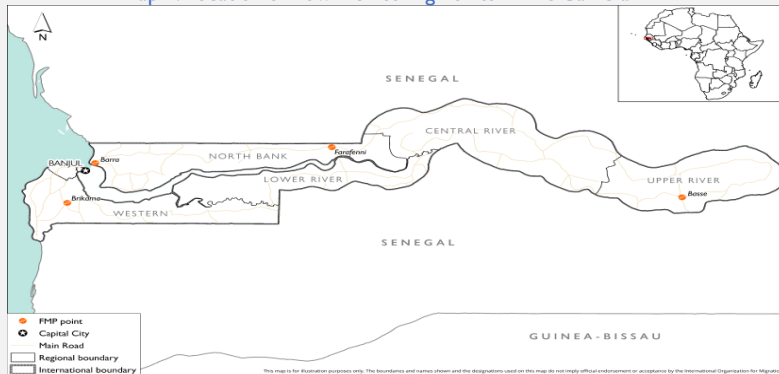 SENEGAL
CENTRAL RIVER
Farafenni
NORTH BANK
Barra
BANJUL
LOWER RIVER
UPPER RIVER
Basse
Brikama
WESTERN
SENEGAL
GUINEA-BISSAU
FMP point
Capital City
Main Road
Regional boundary
International boundary
This map is for illustration purposes only. The boundaries and names shown and the designations used on this map do not imply official endorsement or acceptance by the International Organization for Migratio